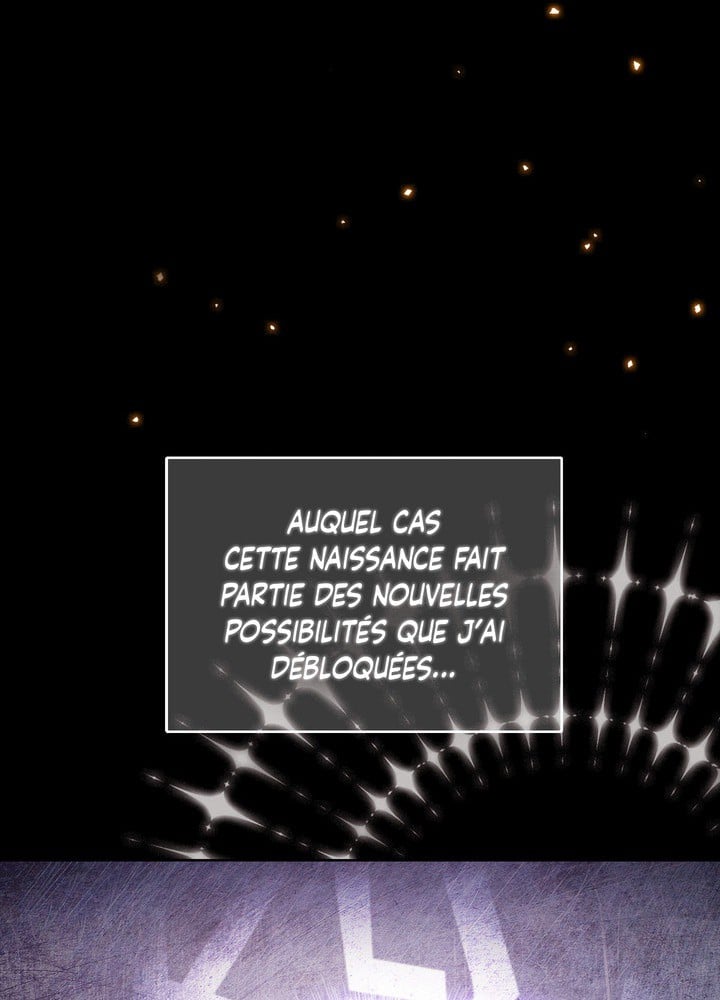 AUQUEL CAS
CETTE NAISSANCE FAIT
PARTIE DES NOUVELLES
POSSIBILITÉS QUE J'AI
DÉBLOQUÉES...